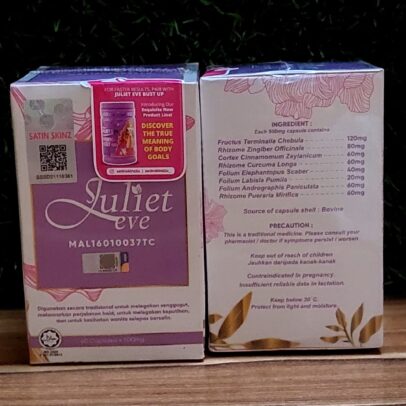 FOR FASTER RESULTS, PAIR WITH
JULIET EVE BUST UP
Introducing Our
Exquisite New
Product Line!
DISCOVER
THE TRUE
MEANING
OF BODY
GOALS
SATIN SKINZ
Juliet
eve
MAL16010037TC
Digunakan secara tradisional untuk melegakan senggugut,
melancarkan perjalanan haid, untuk melegakan keputihan,
dan untuk kesihatan wanita selepas bersalin.
60 Capsules x 500mg
INGREDIENT :
Each 500mg capsule contains
Fructus Terminalia Chebula 120mg
Rhizome Zingiber Officinale 80mg
Cortex Cinnamomum Zeylanicum 60mg
Rhizome Curcuma Longa 60mg
Folium Elephantopus Scaber 40mg
Folium Labisia Pumila 20mg
Folium Andrographis Paniculata 60mg
Rhizome Pueraria Mirifica 60mg
Source of capsule shell : Bovine
PRECAUTION :
This is a traditional medicine. Please consult your
pharmacist / doctor if symptoms persist / worsen
Keep out of reach of children
Jauhkan daripada kanak-kanak
Contraindicated in pregnancy.
Insufficient reliable data in lactation.
Keep below 30°C.
Protect from light and moisture.